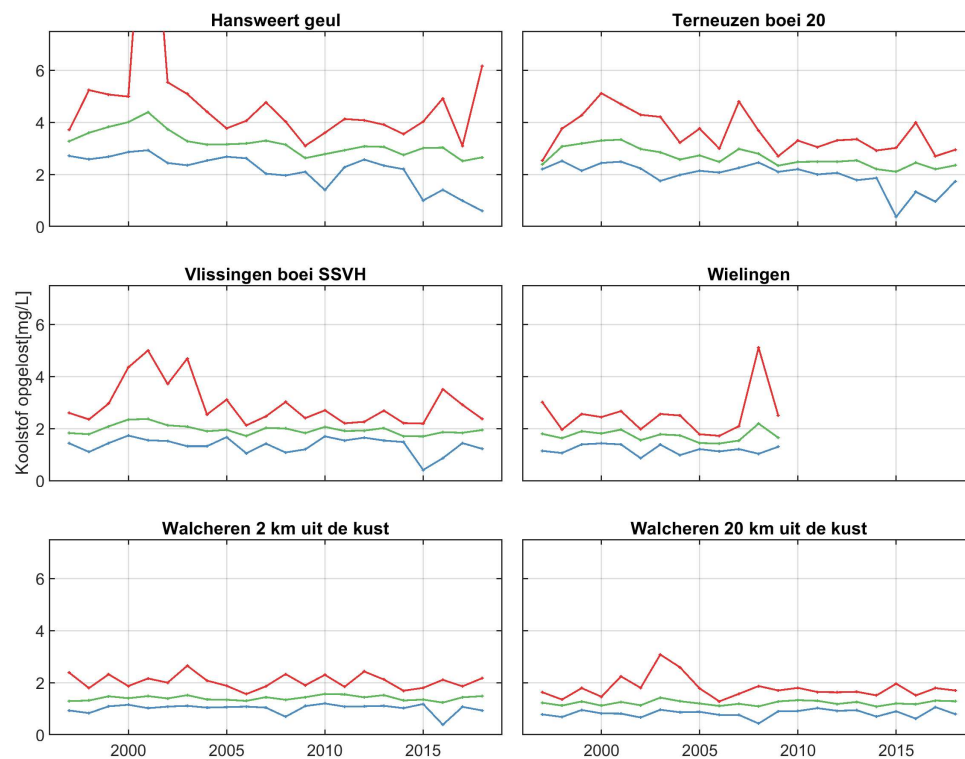 Hansweert geul
Terneuzen boei 20
6
4
2
0
Vlissingen boei SSVH
Wielingen
Koolstof opgelost[mg/L]
6
4
2
0
Walcheren 2 km uit de kust
Walcheren 20 km uit de kust
6
4
2
0
2000 2005 2010 2015 2000 2005 2010 2015